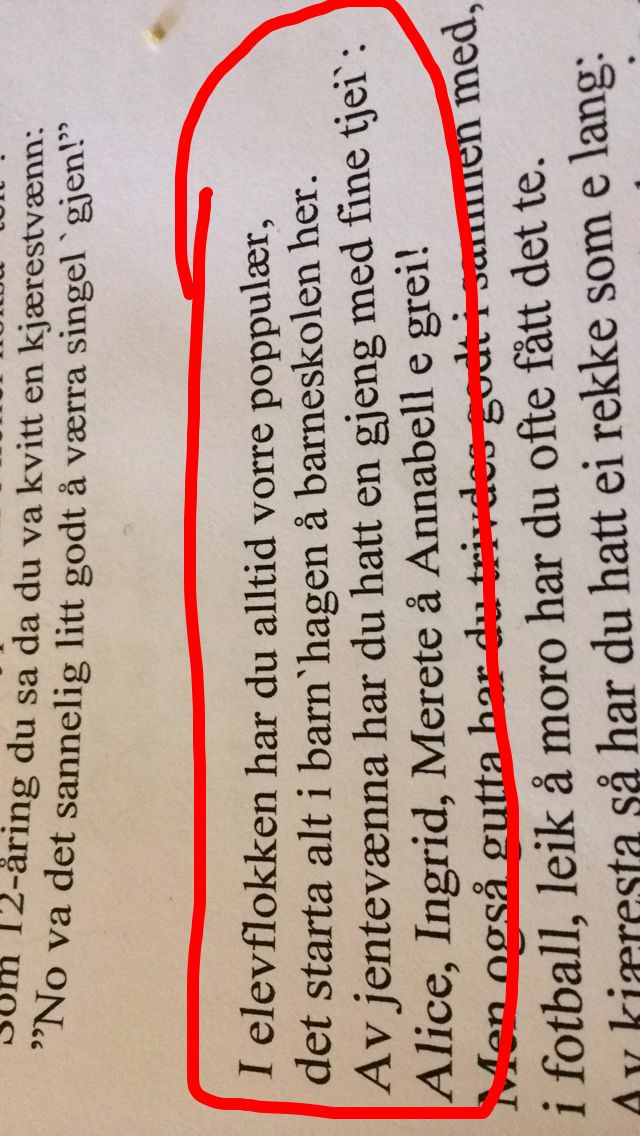 Som 12-åring du sa da du va kvitt en kjærestvænn:
”No va det sannelig litt godt å værra singel `gjen!”
I elevflokken har du alltid vorre poppulær,
det starta alt i barn`hagen å barneskolen her.
Av jentevænna har du hatt en gjeng med fine tjei`:
Alice, Ingrid, Merete å Annabell e grei!
Men også gutta har du trivdes godt i sammen med,
i fotball, leik å moro har du ofte fått det te.
Av kjæresta så har du hatt ei rekke som e lang: